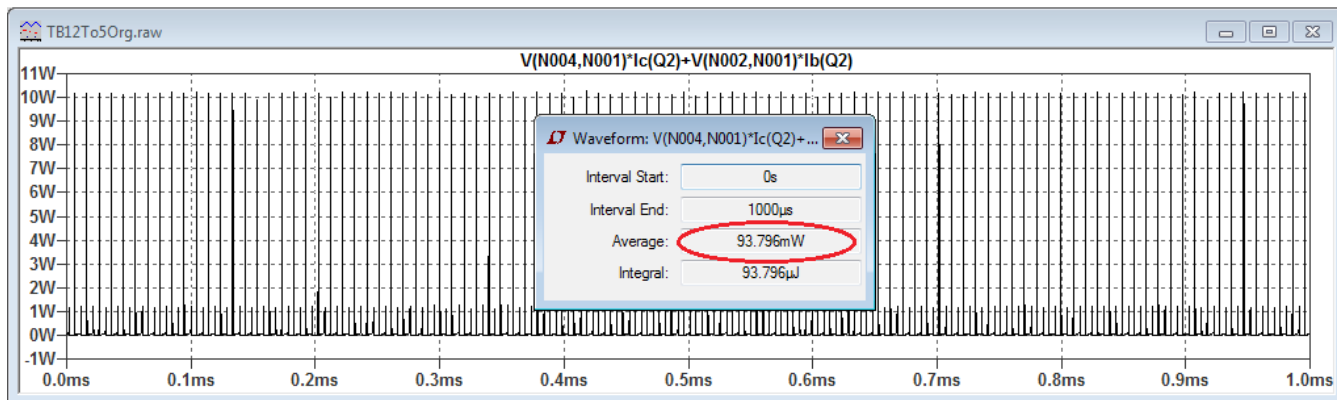 TB12To5Org.raw
V(N004,N001)*Ic(Q2)+V(N002,N001)*Ib(Q2)
11W
10W
9W
8W
7W
6W
5W
4W
3W
2W
1W
0W
-1W
Waveform: V(N004,N001)*Ic(Q2)+...
Interval Start: 0s
Interval End: 1000µs
Average: 93.796mW
Integral: 93.796µJ
0.0ms 0.1ms 0.2ms 0.3ms 0.4ms 0.5ms 0.6ms 0.7ms 0.8ms 0.9ms 1.0ms